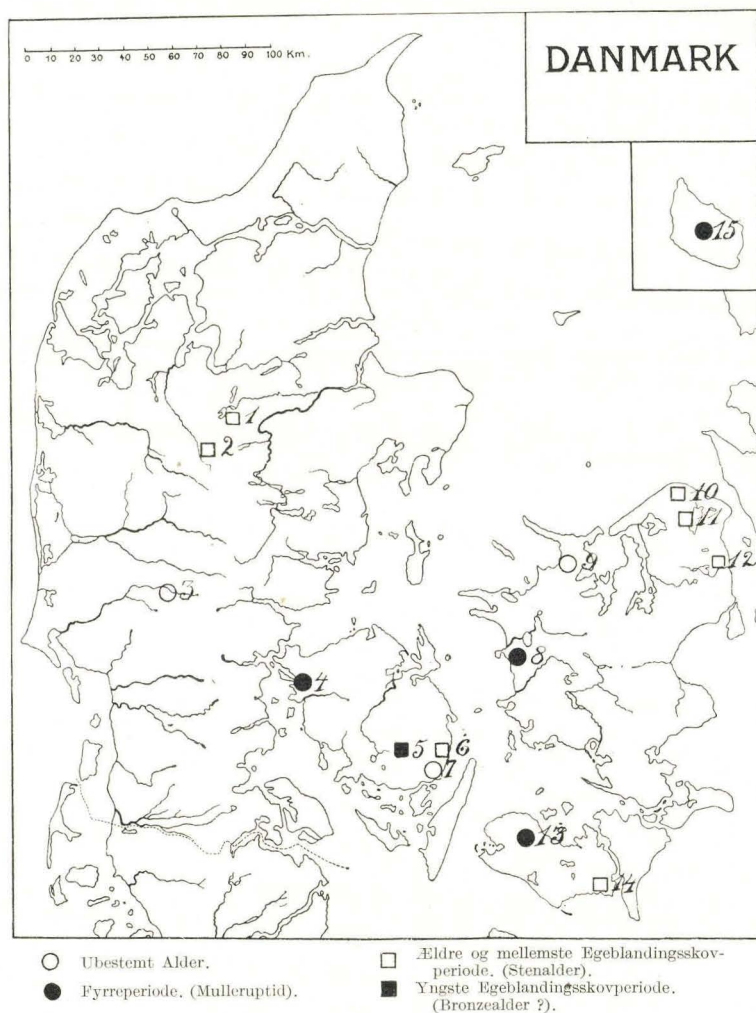 0 10 20 30 40 50 60 70 80 90 100 Km.
DANMARK
15
1
2
10
11
12
9
3
8
4
5 6
7
13
14
Ubestemt Alder.
Fyrreperiode. (Mulleruptid).
Ældre og mellemste Egeblandingsskov-
periode. (Stenalder).
Yngste Egeblandingsskovperiode.
(Bronzealder ?).